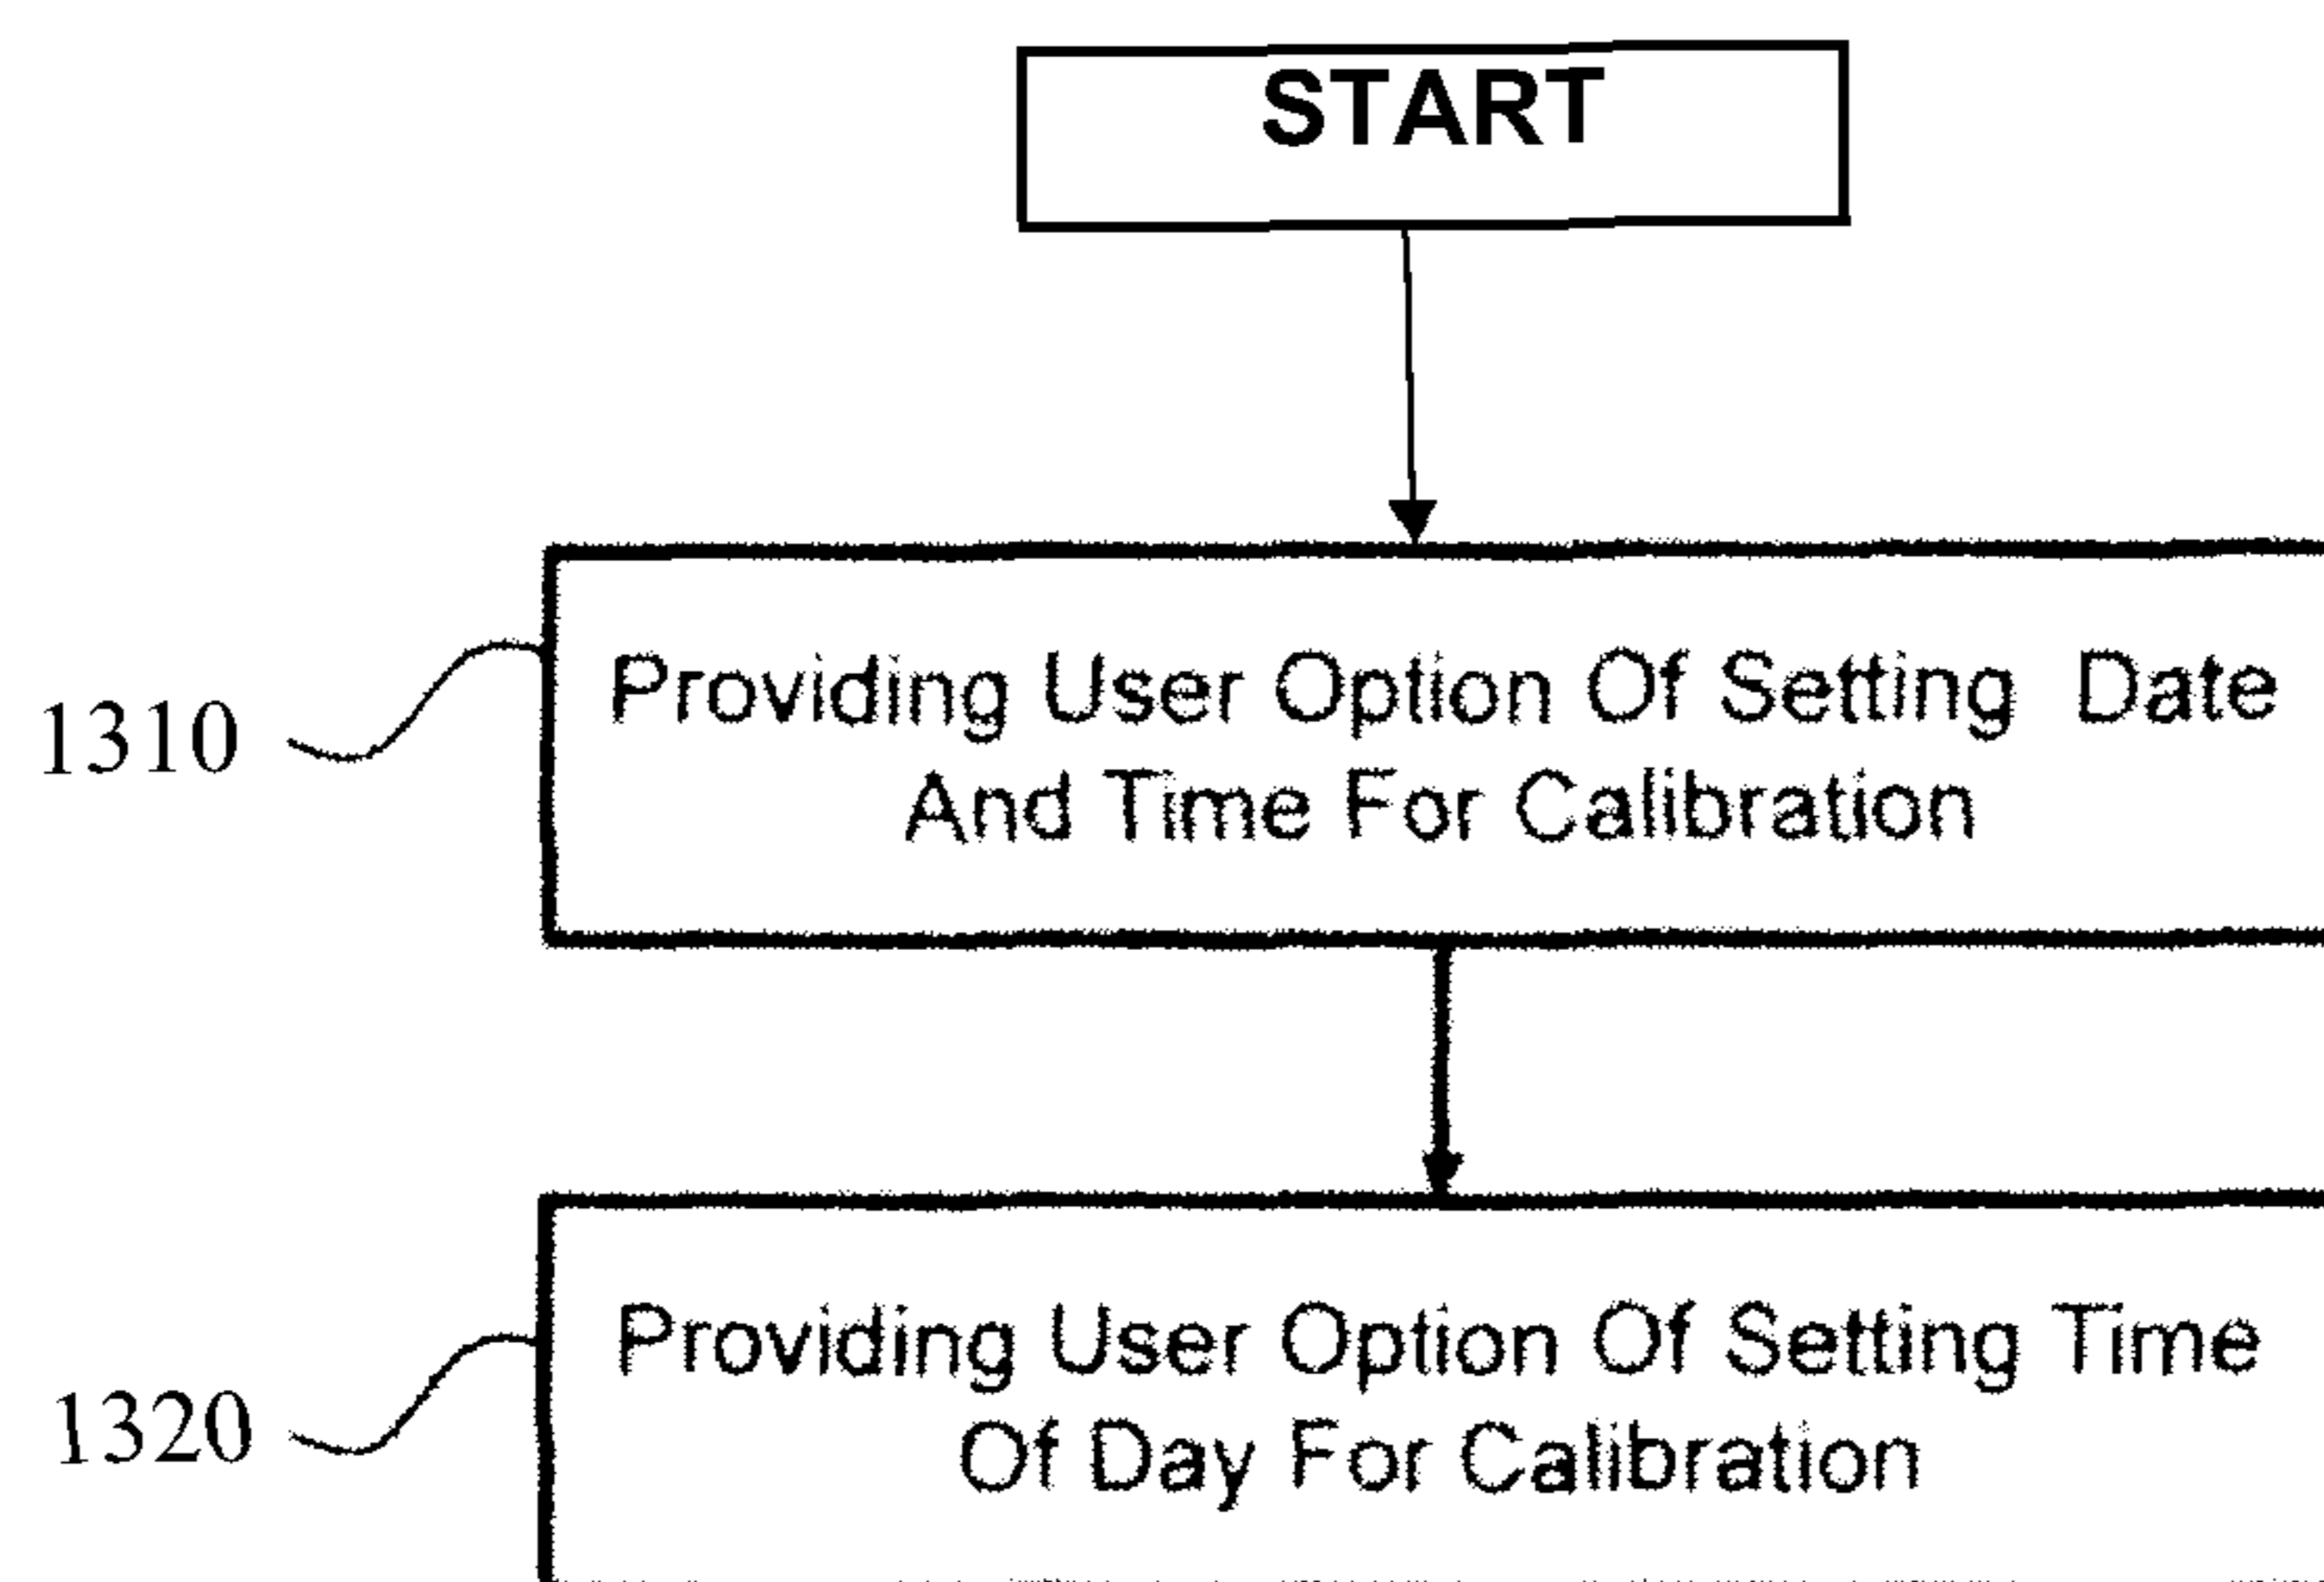 START
1310
Providing User Option Of Setting Date
And Time For Calibration
1320
Providing User Option Of Setting Time
Of Day For Calibration